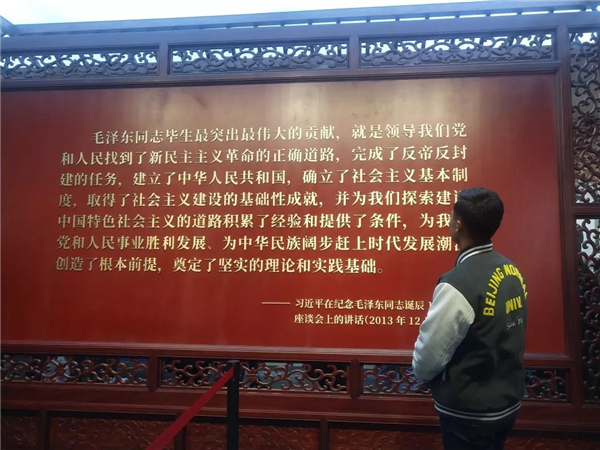 毛泽东同志毕生最突出最伟大的贡献，就是领导我们党
和人民找到了新民主主义革命的正确道路，完成了反帝反封
建的任务，建立了中华人民共和国，确立了社会主义基本制
度，取得了社会主义建设的基础性成就，并为我们探索建
中国特色社会主义的道路积累了经验和提供了条件，为我
党和人民事业胜利发展、为中华民族阔步赶上时代发展潮
创造了根本前提，奠定了坚实的理论和实践基础。
—— 习近平在纪念毛泽东同志诞辰 1
座谈会上的讲话(2013 年 12
BEIJING
UNIV